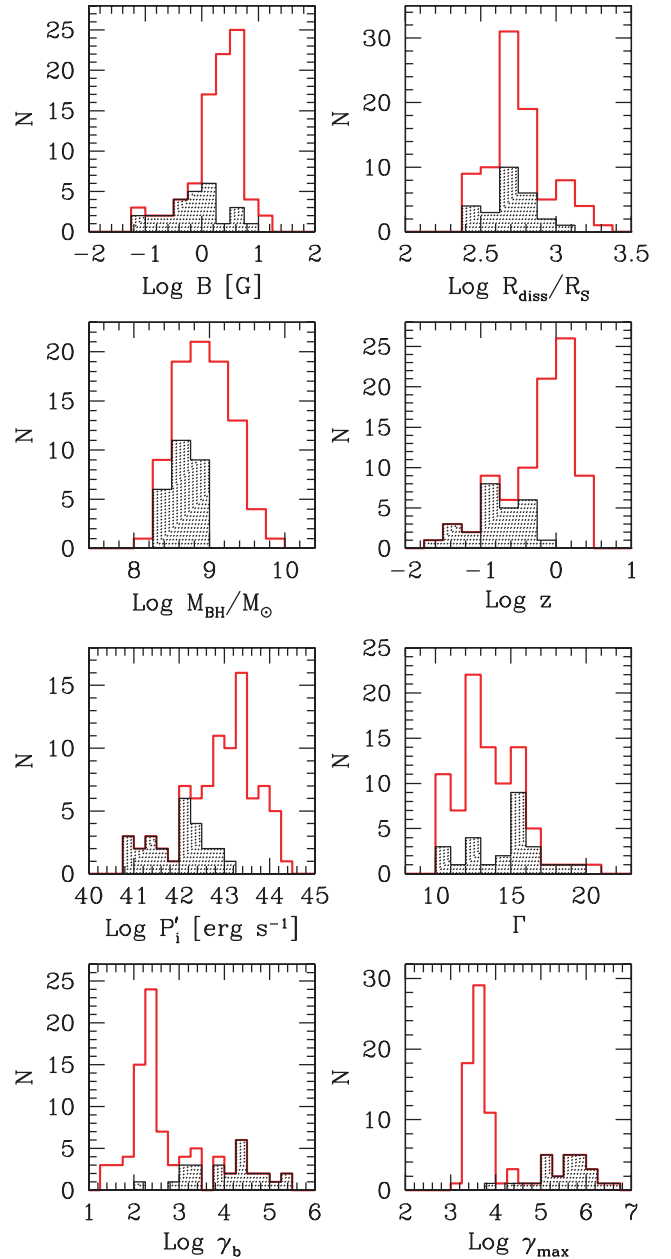 25
20
15
10
5
0
N
−2 −1 0 1 2
Log B [G]
30
20
10
0
N
2 2.5 3 3.5
Log R_diss/R_S
20
15
10
5
0
N
8 9 10
Log M_BH/M_⊙
25
20
15
10
5
0
N
−2 −1 0 1
Log z
15
10
5
0
N
40 41 42 43 44 45
Log P′_i [erg s⁻¹]
25
20
15
10
5
0
N
10 15 20
Γ
25
20
15
10
5
0
N
1 2 3 4 5 6
Log γ_b
30
20
10
0
N
2 3 4 5 6 7
Log γ_max